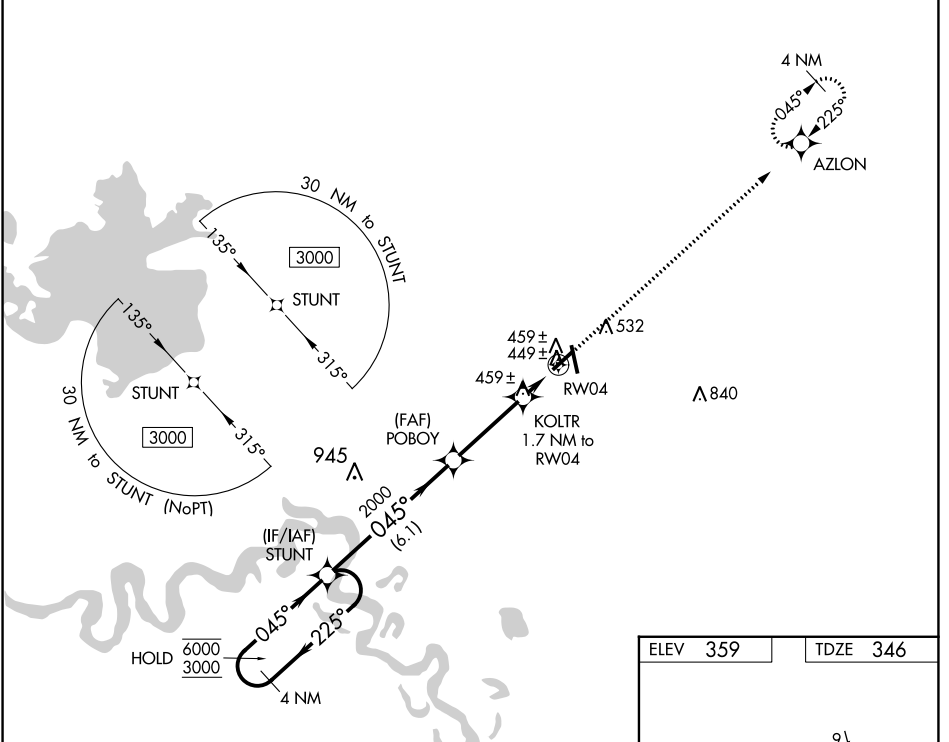 4 NM
045°
225°
AZLON
30 NM to STUNT
135°
3000
STUNT
315°
135°
STUNT
3000
315°
30 NM to STUNT (NoPT)
532
459±
449±
459±
RW04
840
KOLTR
1.7 NM to
RW04
(FAF)
POBOY
945
2000
045°
(6.1)
(IF/IAF)
STUNT
045°
225°
HOLD
6000
3000
4 NM
ELEV 359
TDZE 346